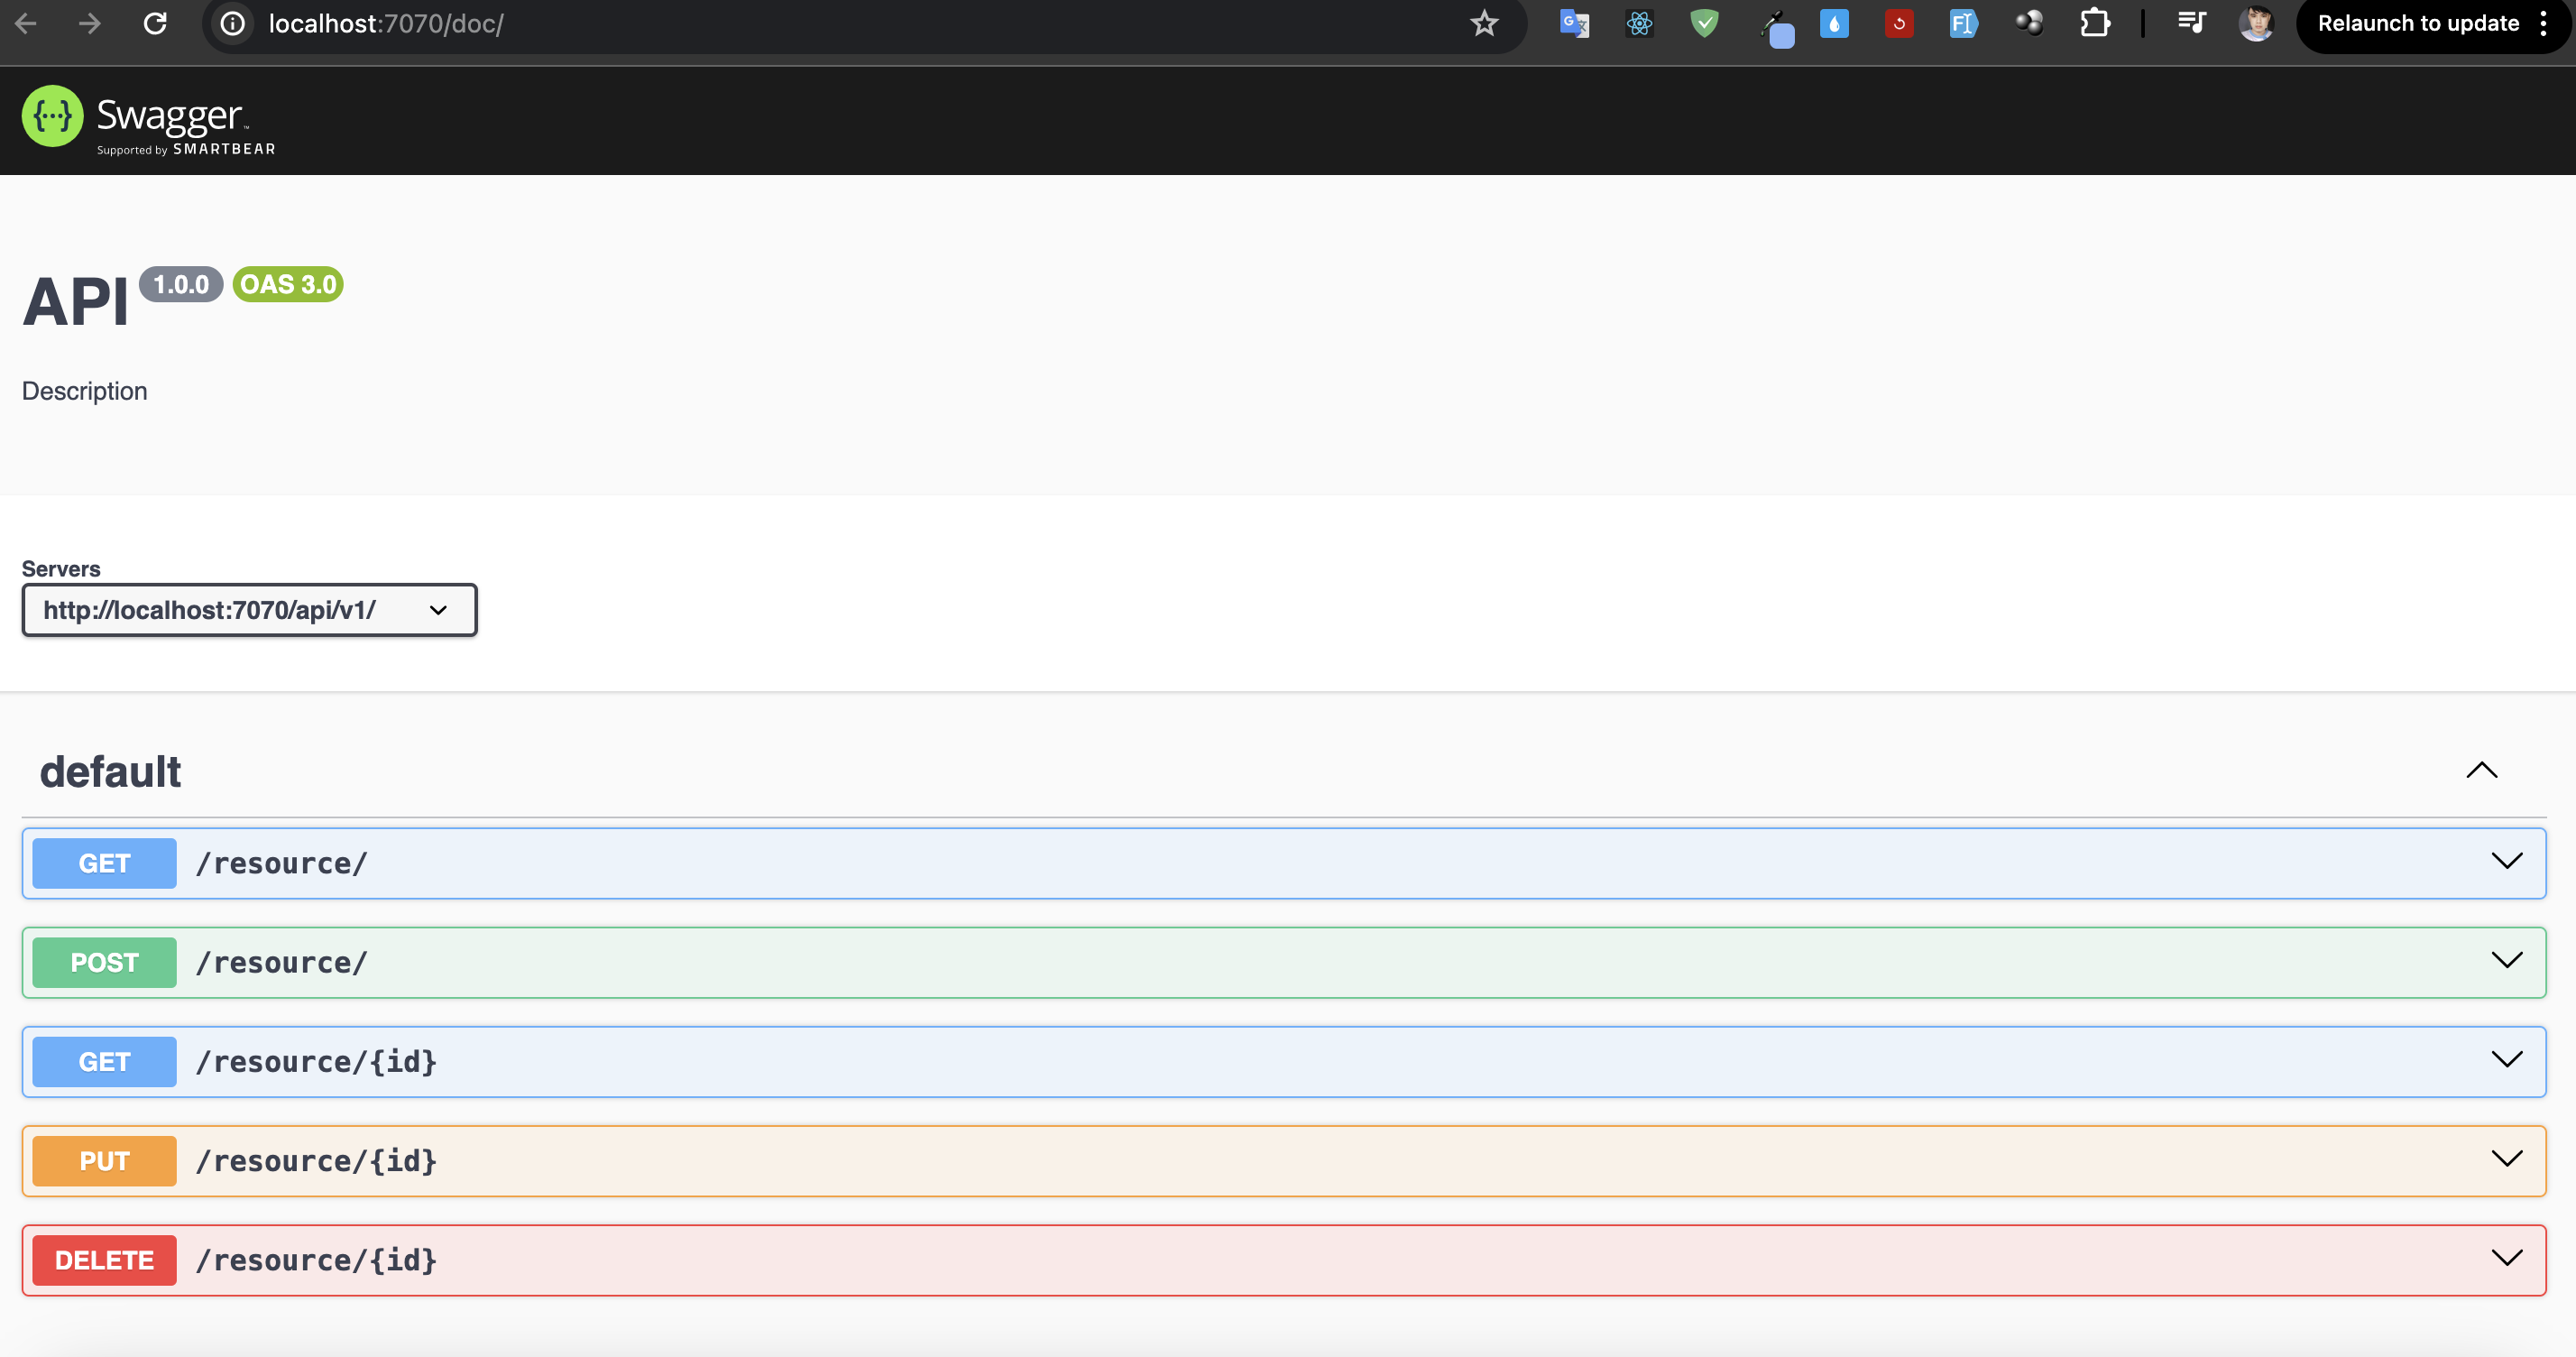 localhost:7070/doc/
Relaunch to update
Swagger™
Supported by SMARTBEAR
API 1.0.0 OAS 3.0
Description
Servers
http://localhost:7070/api/v1/
default
GET /resource/
POST /resource/
GET /resource/{id}
PUT /resource/{id}
DELETE /resource/{id}